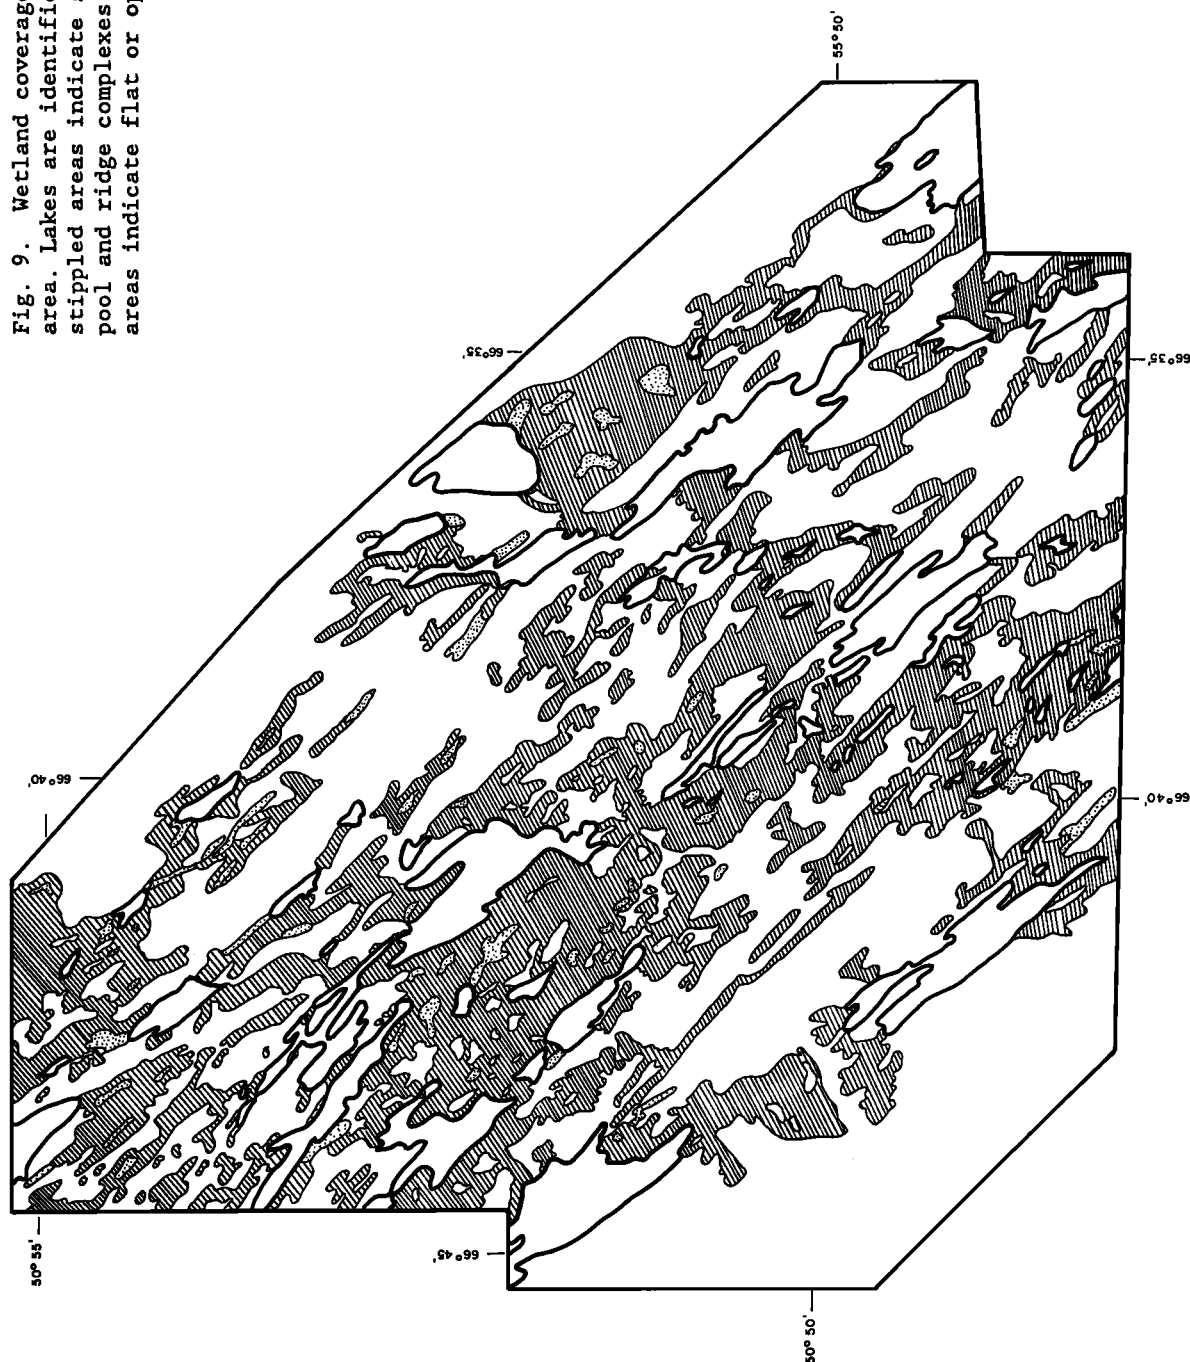 Fig. 9. Wetland coverage
area. Lakes are identifie
stippled areas indicate
pool and ridge complexes
areas indicate flat or op
55° 50'
66°35'
66°35'
66°40'
66°40'
50° 55'
66°45'
50° 50'